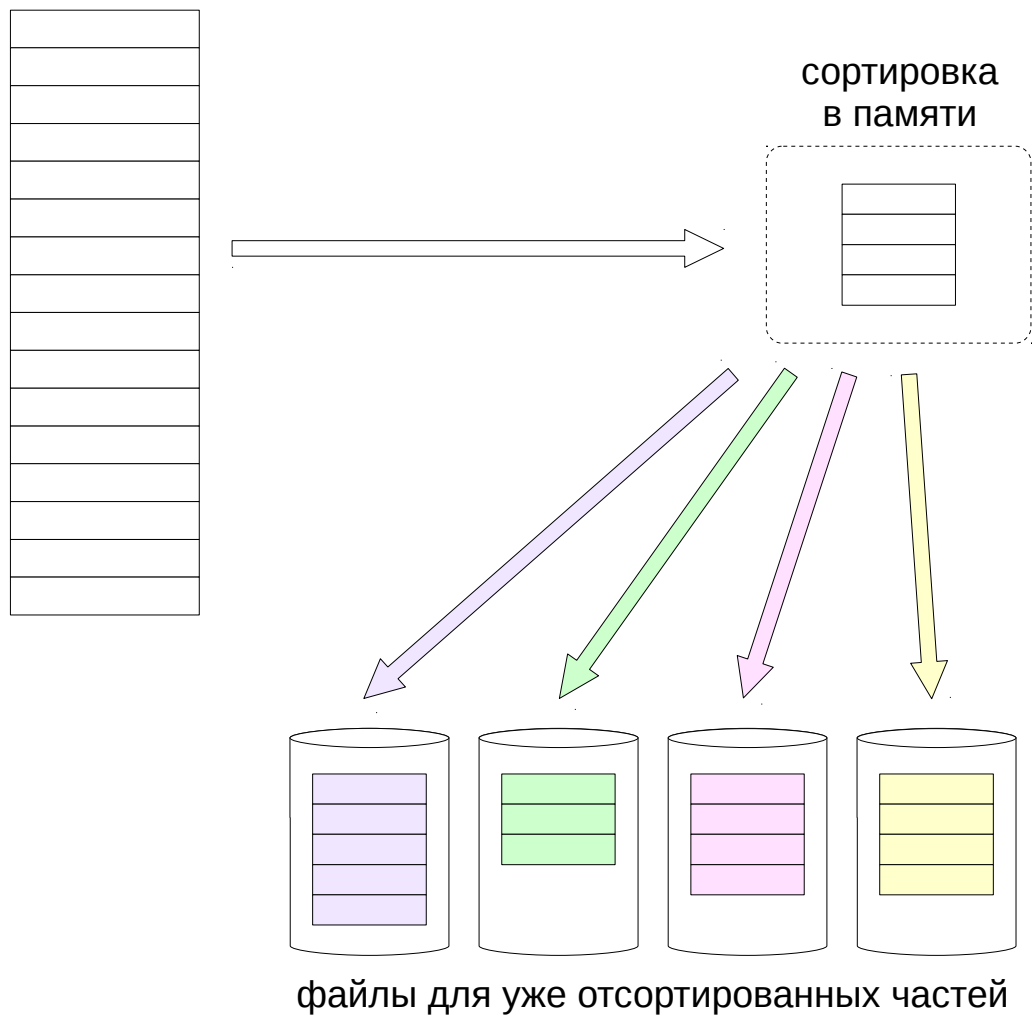 сортировка
в памяти
файлы для уже отсортированных частей